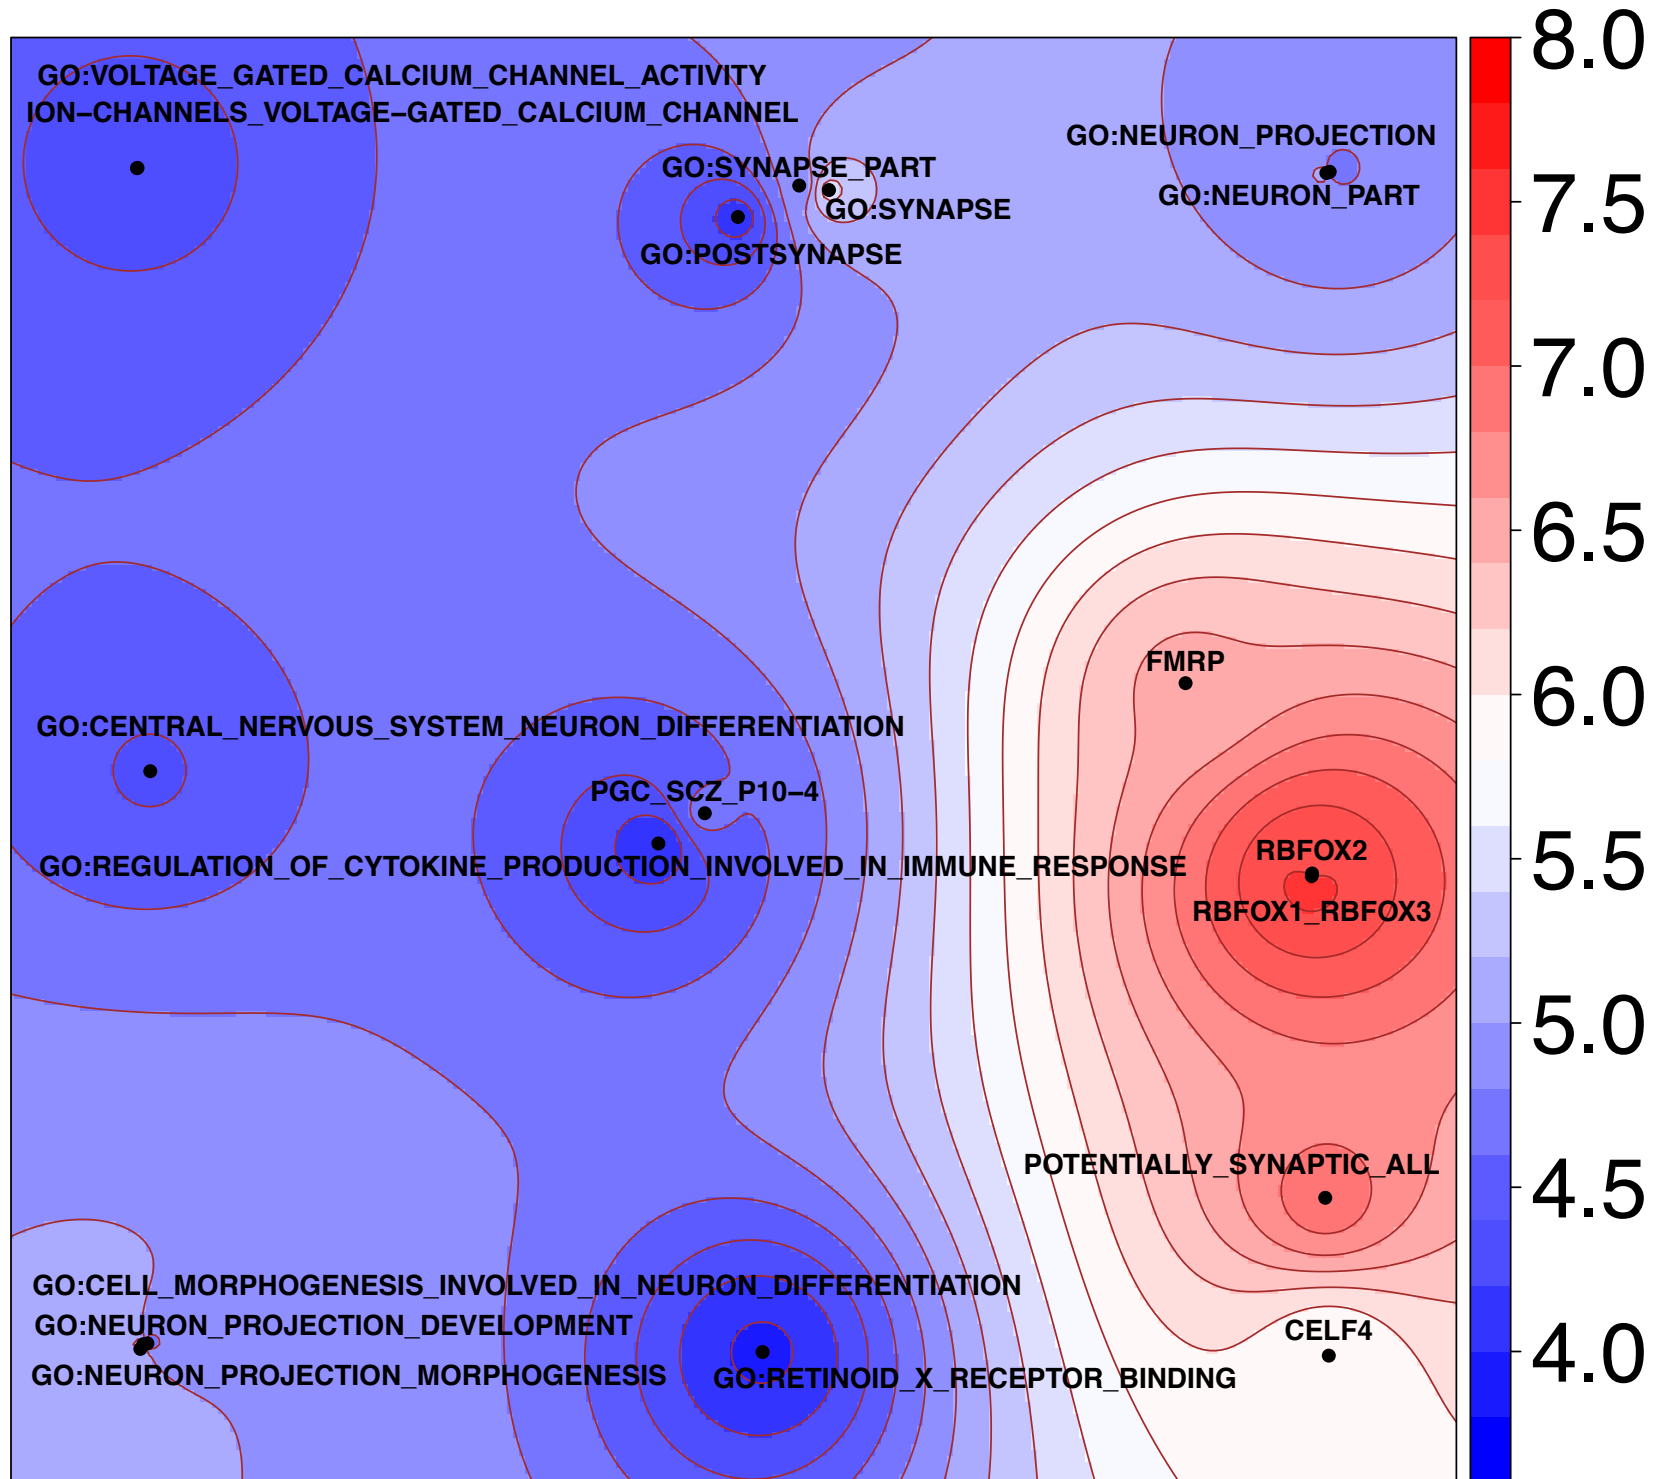 GO:VOLTAGE_GATED_CALCIUM_CHANNEL_ACTIVITY
ION−CHANNELS_VOLTAGE−GATED_CALCIUM_CHANNEL
GO:SYNAPSE_PART
GO:SYNAPSE
GO:POSTSYNAPSE
GO:NEURON_PROJECTION
GO:NEURON_PART
FMRP
GO:CENTRAL_NERVOUS_SYSTEM_NEURON_DIFFERENTIATION
PGC_SCZ_P10−4
GO:REGULATION_OF_CYTOKINE_PRODUCTION_INVOLVED_IN_IMMUNE_RESPONSE
RBFOX2
RBFOX1_RBFOX3
POTENTIALLY_SYNAPTIC_ALL
GO:CELL_MORPHOGENESIS_INVOLVED_IN_NEURON_DIFFERENTIATION
GO:NEURON_PROJECTION_DEVELOPMENT
GO:NEURON_PROJECTION_MORPHOGENESIS
GO:RETINOID_X_RECEPTOR_BINDING
CELF4
8.0
7.5
7.0
6.5
6.0
5.5
5.0
4.5
4.0